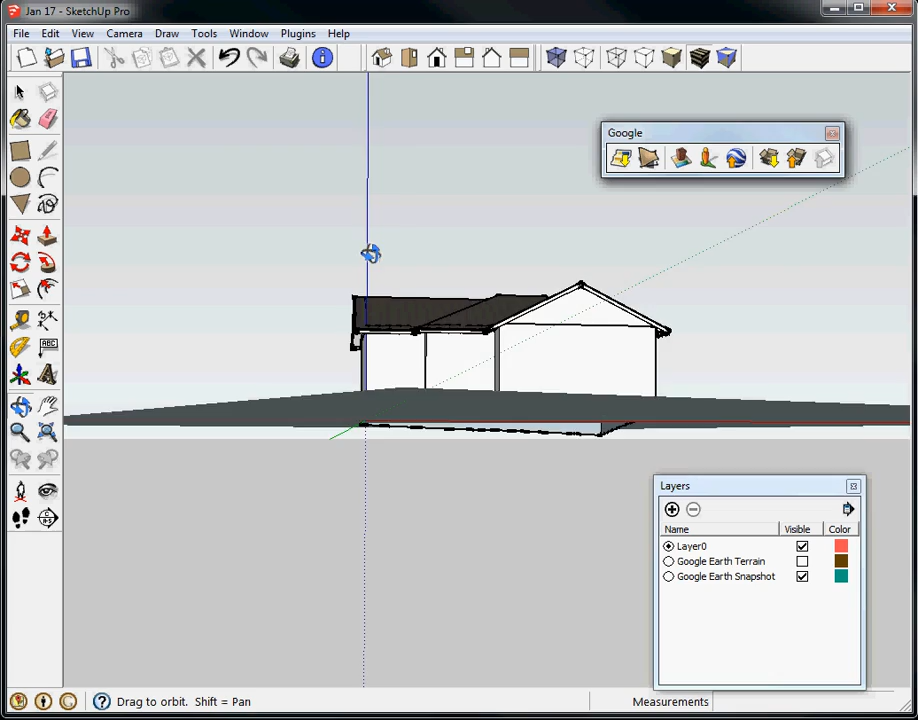 Jan 17 - SketchUp Pro
File Edit View Camera Draw Tools Window Plugins Help
Google
ABC
A
Layers
Name Visible Color
Layer0
Google Earth Terrain
Google Earth Snapshot
Drag to orbit. Shift = Pan
Measurements